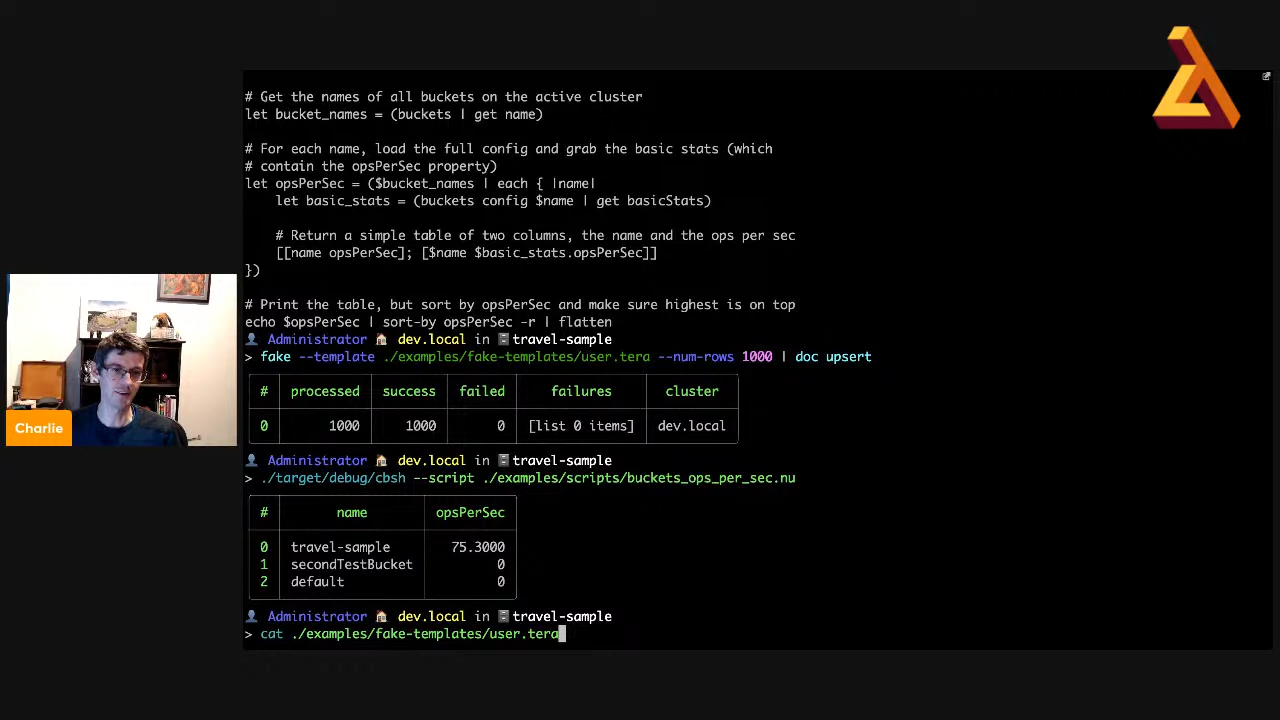 # Get the names of all buckets on the active cluster
let bucket_names = (buckets | get name)
# For each name, load the full config and grab the basic stats (which
# contain the opsPerSec property)
let opsPerSec = ($bucket_names | each { |name|
let basic_stats = (buckets config $name | get basicStats)
# Return a simple table of two columns, the name and the ops per sec
[[name opsPerSec]; [$name $basic_stats.opsPerSec]]
})
# Print the table, but sort by opsPerSec and make sure highest is on top
echo $opsPerSec | sort-by opsPerSec -r | flatten
👤 Administrator 🏠 dev.local in 🗄 travel-sample
> fake --template ./examples/fake-templates/user.tera --num-rows 1000 | doc upsert
# processed success failed failures cluster
0 1000 1000 0 [list 0 items] dev.local
👤 Administrator 🏠 dev.local in 🗄 travel-sample
> ./target/debug/cbsh --script ./examples/scripts/buckets_ops_per_sec.nu
# name opsPerSec
0 travel-sample 75.3000
1 secondTestBucket 0
2 default 0
👤 Administrator 🏠 dev.local in 🗄 travel-sample
> cat ./examples/fake-templates/user.tera
Charlie